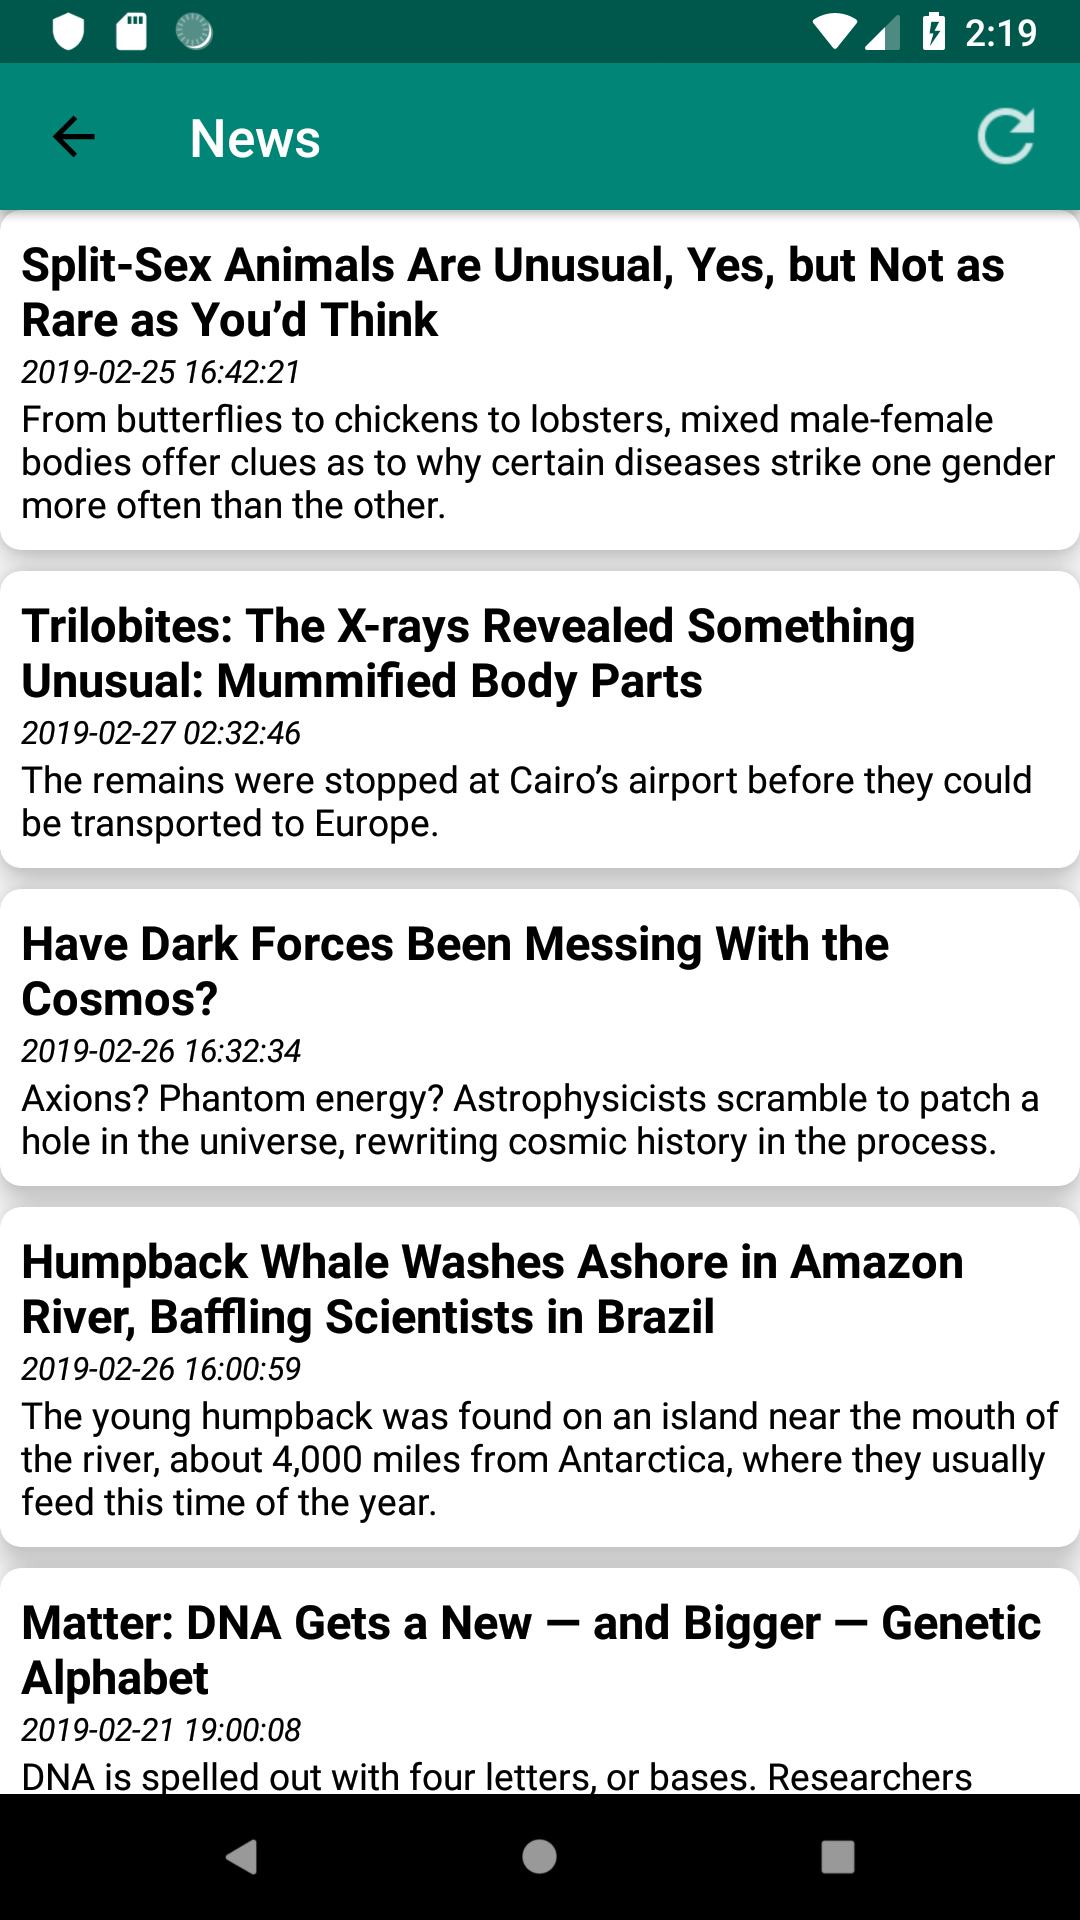 2:19
News
Split-Sex Animals Are Unusual, Yes, but Not as
Rare as You’d Think
2019-02-25 16:42:21
From butterflies to chickens to lobsters, mixed male-female
bodies offer clues as to why certain diseases strike one gender
more often than the other.
Trilobites: The X-rays Revealed Something
Unusual: Mummified Body Parts
2019-02-27 02:32:46
The remains were stopped at Cairo’s airport before they could
be transported to Europe.
Have Dark Forces Been Messing With the
Cosmos?
2019-02-26 16:32:34
Axions? Phantom energy? Astrophysicists scramble to patch a
hole in the universe, rewriting cosmic history in the process.
Humpback Whale Washes Ashore in Amazon
River, Baffling Scientists in Brazil
2019-02-26 16:00:59
The young humpback was found on an island near the mouth of
the river, about 4,000 miles from Antarctica, where they usually
feed this time of the year.
Matter: DNA Gets a New — and Bigger — Genetic
Alphabet
2019-02-21 19:00:08
DNA is spelled out with four letters, or bases. Researchers